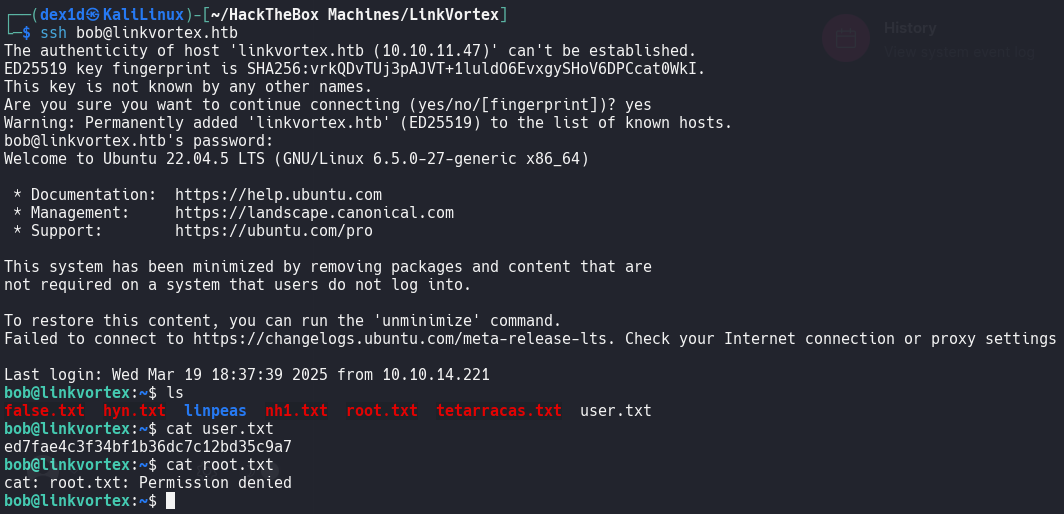 ┌──(dex1d㉿KaliLinux)-[~/HackTheBox Machines/LinkVortex]
└─$ ssh bob@linkvortex.htb
The authenticity of host 'linkvortex.htb (10.10.11.47)' can't be established.
ED25519 key fingerprint is SHA256:vrkQDvTUj3pAJVT+1luldO6EvxgySHoV6DPCcat0WkI.
This key is not known by any other names.
Are you sure you want to continue connecting (yes/no/[fingerprint])? yes
Warning: Permanently added 'linkvortex.htb' (ED25519) to the list of known hosts.
bob@linkvortex.htb's password:
Welcome to Ubuntu 22.04.5 LTS (GNU/Linux 6.5.0-27-generic x86_64)

 * Documentation:  https://help.ubuntu.com
 * Management:     https://landscape.canonical.com
 * Support:        https://ubuntu.com/pro

This system has been minimized by removing packages and content that are
not required on a system that users do not log into.

To restore this content, you can run the 'unminimize' command.
Failed to connect to https://changelogs.ubuntu.com/meta-release-lts. Check your Internet connection or proxy settings

Last login: Wed Mar 19 18:37:39 2025 from 10.10.14.221
bob@linkvortex:~$ ls
false.txt  hyn.txt  linpeas  nh1.txt  root.txt  tetarracas.txt  user.txt
bob@linkvortex:~$ cat user.txt
ed7fae4c3f34bf1b36dc7c12bd35c9a7
bob@linkvortex:~$ cat root.txt
cat: root.txt: Permission denied
bob@linkvortex:~$
History
View system event log